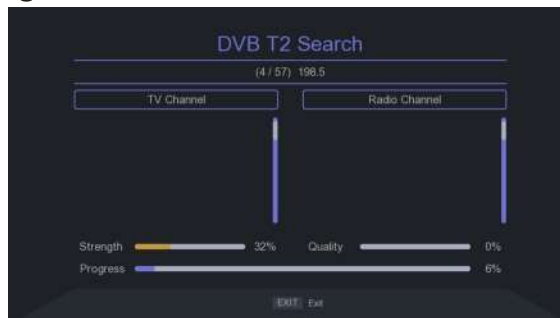 DVB T2 Search
(4 / 57) 198.5
TV Channel Radio Channel
Strength 32% Quality 0%
Progress 6%
EXIT Exit